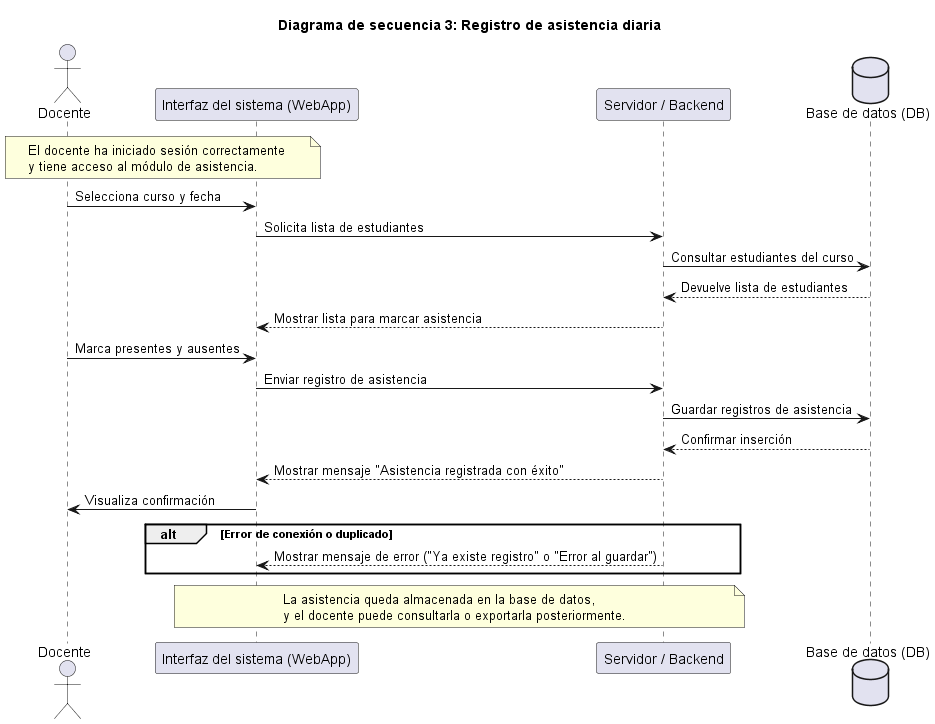 Diagrama de secuencia 3: Registro de asistencia diaria
Docente
Interfaz del sistema (WebApp)
Servidor / Backend
Base de datos (DB)
El docente ha iniciado sesión correctamente
y tiene acceso al módulo de asistencia.
Selecciona curso y fecha
Solicita lista de estudiantes
Consultar estudiantes del curso
Devuelve lista de estudiantes
Mostrar lista para marcar asistencia
Marca presentes y ausentes
Enviar registro de asistencia
Guardar registros de asistencia
Confirmar inserción
Mostrar mensaje "Asistencia registrada con éxito"
Visualiza confirmación
alt [Error de conexión o duplicado]
Mostrar mensaje de error ("Ya existe registro" o "Error al guardar")
La asistencia queda almacenada en la base de datos,
y el docente puede consultarla o exportarla posteriormente.
Docente
Interfaz del sistema (WebApp)
Servidor / Backend
Base de datos (DB)